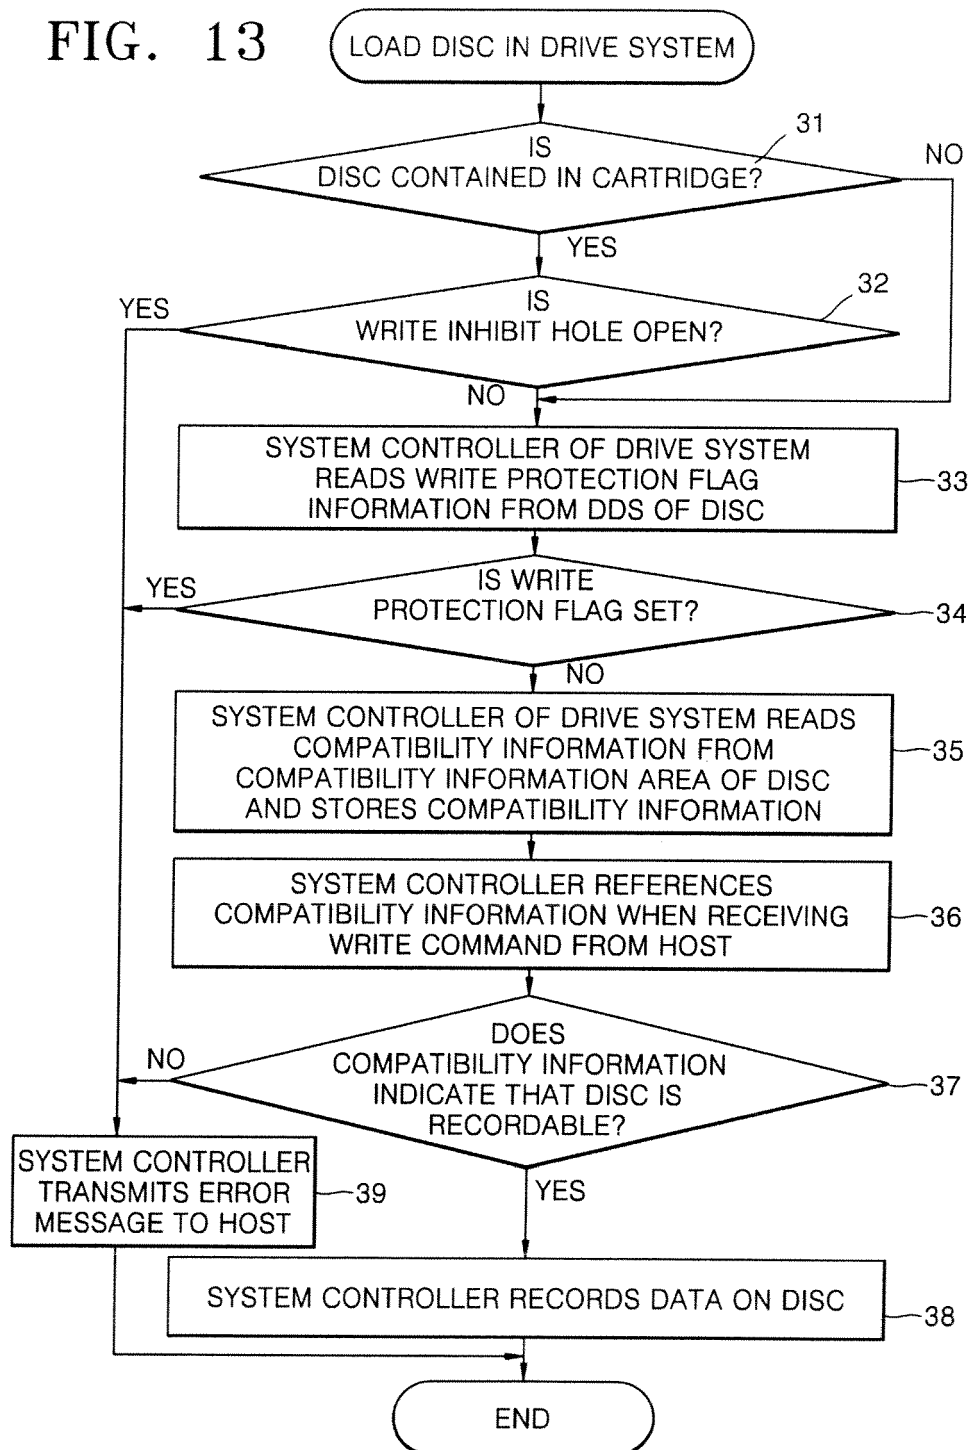 FIG. 13
LOAD DISC IN DRIVE SYSTEM
31
IS
DISC CONTAINED IN CARTRIDGE?
NO
YES
32
IS
WRITE INHIBIT HOLE OPEN?
YES
NO
SYSTEM CONTROLLER OF DRIVE SYSTEM
READS WRITE PROTECTION FLAG
INFORMATION FROM DDS OF DISC
33
IS WRITE
PROTECTION FLAG SET?
YES
34
NO
SYSTEM CONTROLLER OF DRIVE SYSTEM READS
COMPATIBILITY INFORMATION FROM
COMPATIBILITY INFORMATION AREA OF DISC
AND STORES COMPATIBILITY INFORMATION
35
SYSTEM CONTROLLER REFERENCES
COMPATIBILITY INFORMATION WHEN RECEIVING
WRITE COMMAND FROM HOST
36
DOES
COMPATIBILITY INFORMATION
INDICATE THAT DISC IS
RECORDABLE?
NO
37
YES
SYSTEM CONTROLLER
TRANSMITS ERROR
MESSAGE TO HOST
39
SYSTEM CONTROLLER RECORDS DATA ON DISC
38
END